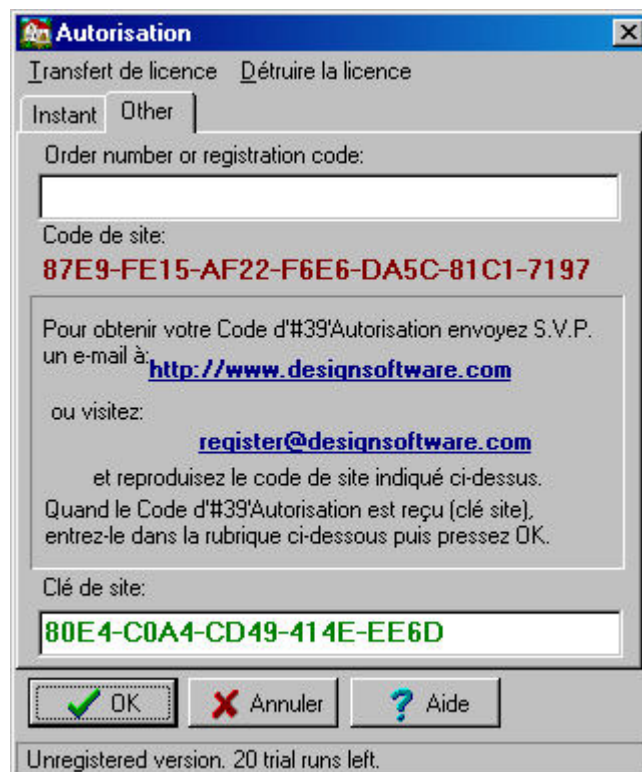 Autorisation
Transfert de licence Détruire la licence
Instant Other
Order number or registration code:
Code de site:
87E9-FE15-AF22-F6E6-DA5C-81C1-7197
Pour obtenir votre Code d'#39'Autorisation envoyez S.V.P.
un e-mail à: http://www.designsoftware.com
ou visitez:
register@designsoftware.com
et reproduisez le code de site indiqué ci-dessus.
Quand le Code d'#39'Autorisation est reçu (clé site),
entrez-le dans la rubrique ci-dessous puis pressez OK.
Clé de site:
80E4-C0A4-CD49-414E-EE6D
OK Annuler ? Aide
Unregistered version. 20 trial runs left.